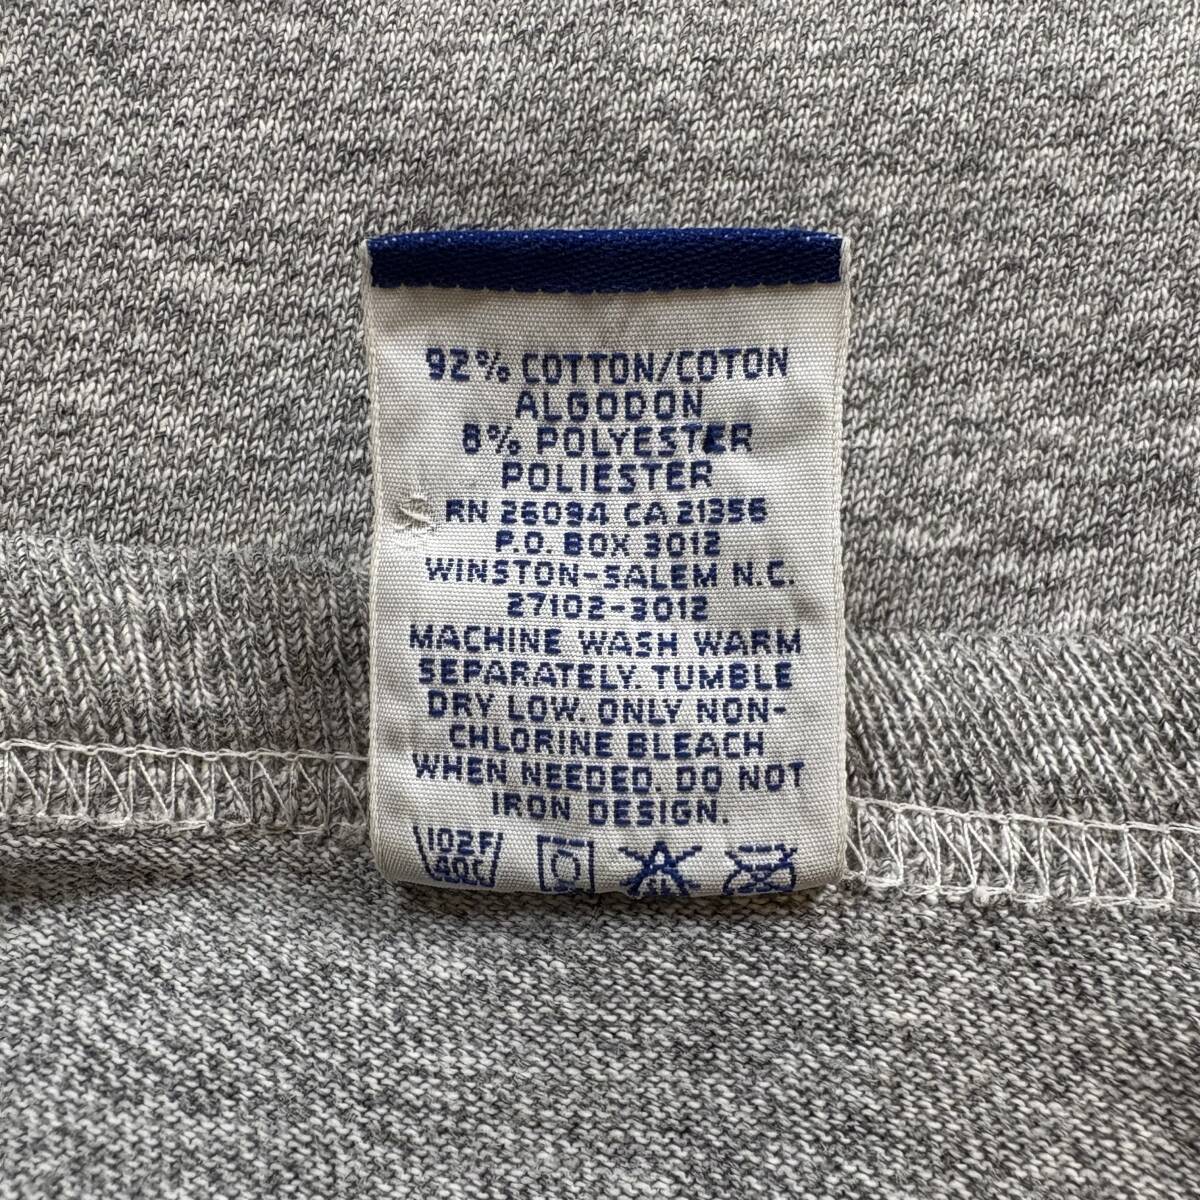 92% COTTON/COTON
ALGODON
8% POLYESTER
POLIESTER
RN 26094 CA 21356
P.O. BOX 3012
WINSTON-SALEM N.C.
27102-3012
MACHINE WASH WARM
SEPARATELY. TUMBLE
DRY LOW. ONLY NON-
CHLORINE BLEACH
WHEN NEEDED. DO NOT
IRON DESIGN.
102F
40C